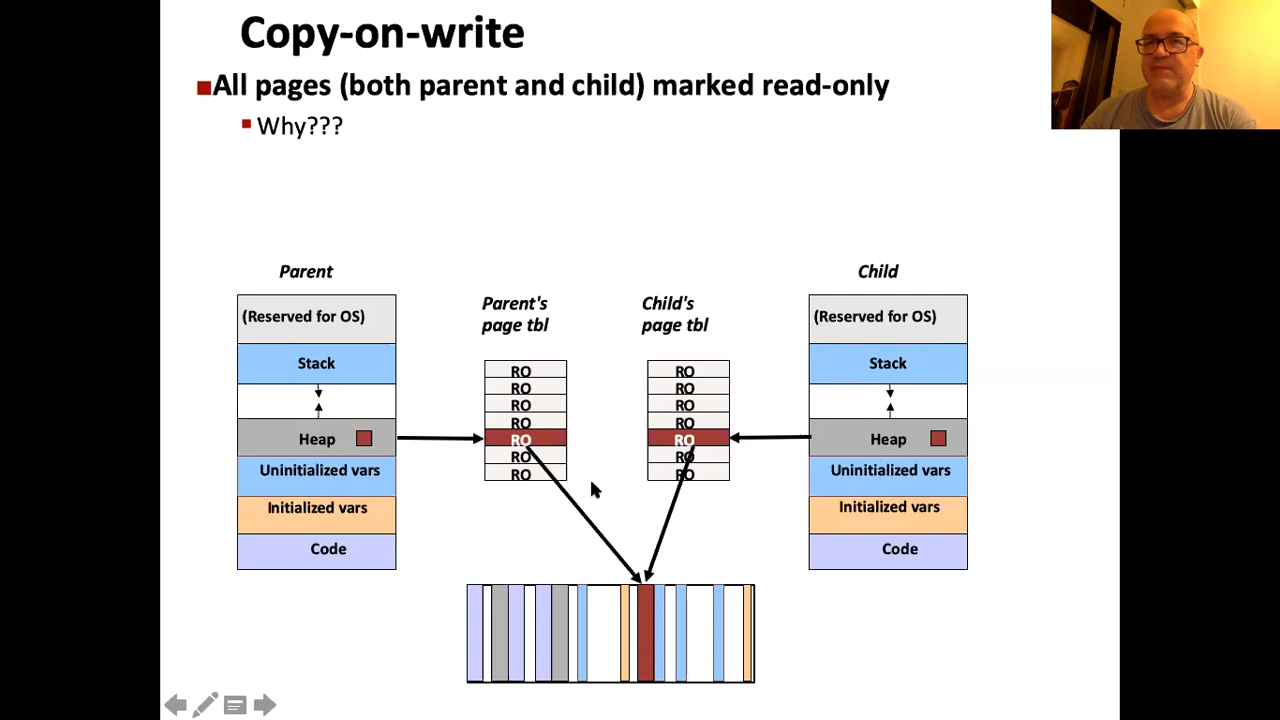 Copy-on-write
All pages (both parent and child) marked read-only
Why???
Parent
Child
Parent's
page tbl
Child's
page tbl
(Reserved for OS)
Stack
Heap
Uninitialized vars
Initialized vars
Code
RO
RO
RO
RO
RO
RO
RO
RO
RO
RO
RO
RO
RO
RO
(Reserved for OS)
Stack
Heap
Uninitialized vars
Initialized vars
Code